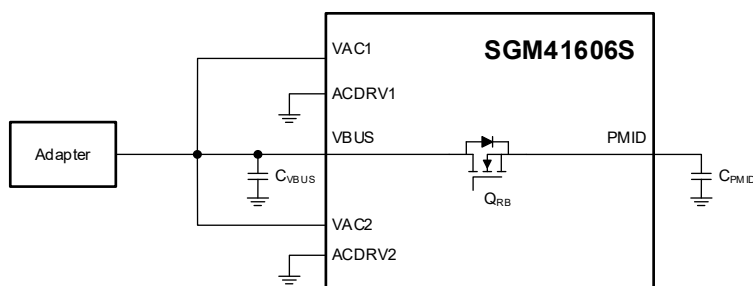 VAC1
SGM41606S
ACDRV1
VBUS
PMID
Adapter
CVBUS
CPMID
QRB
VAC2
ACDRV2